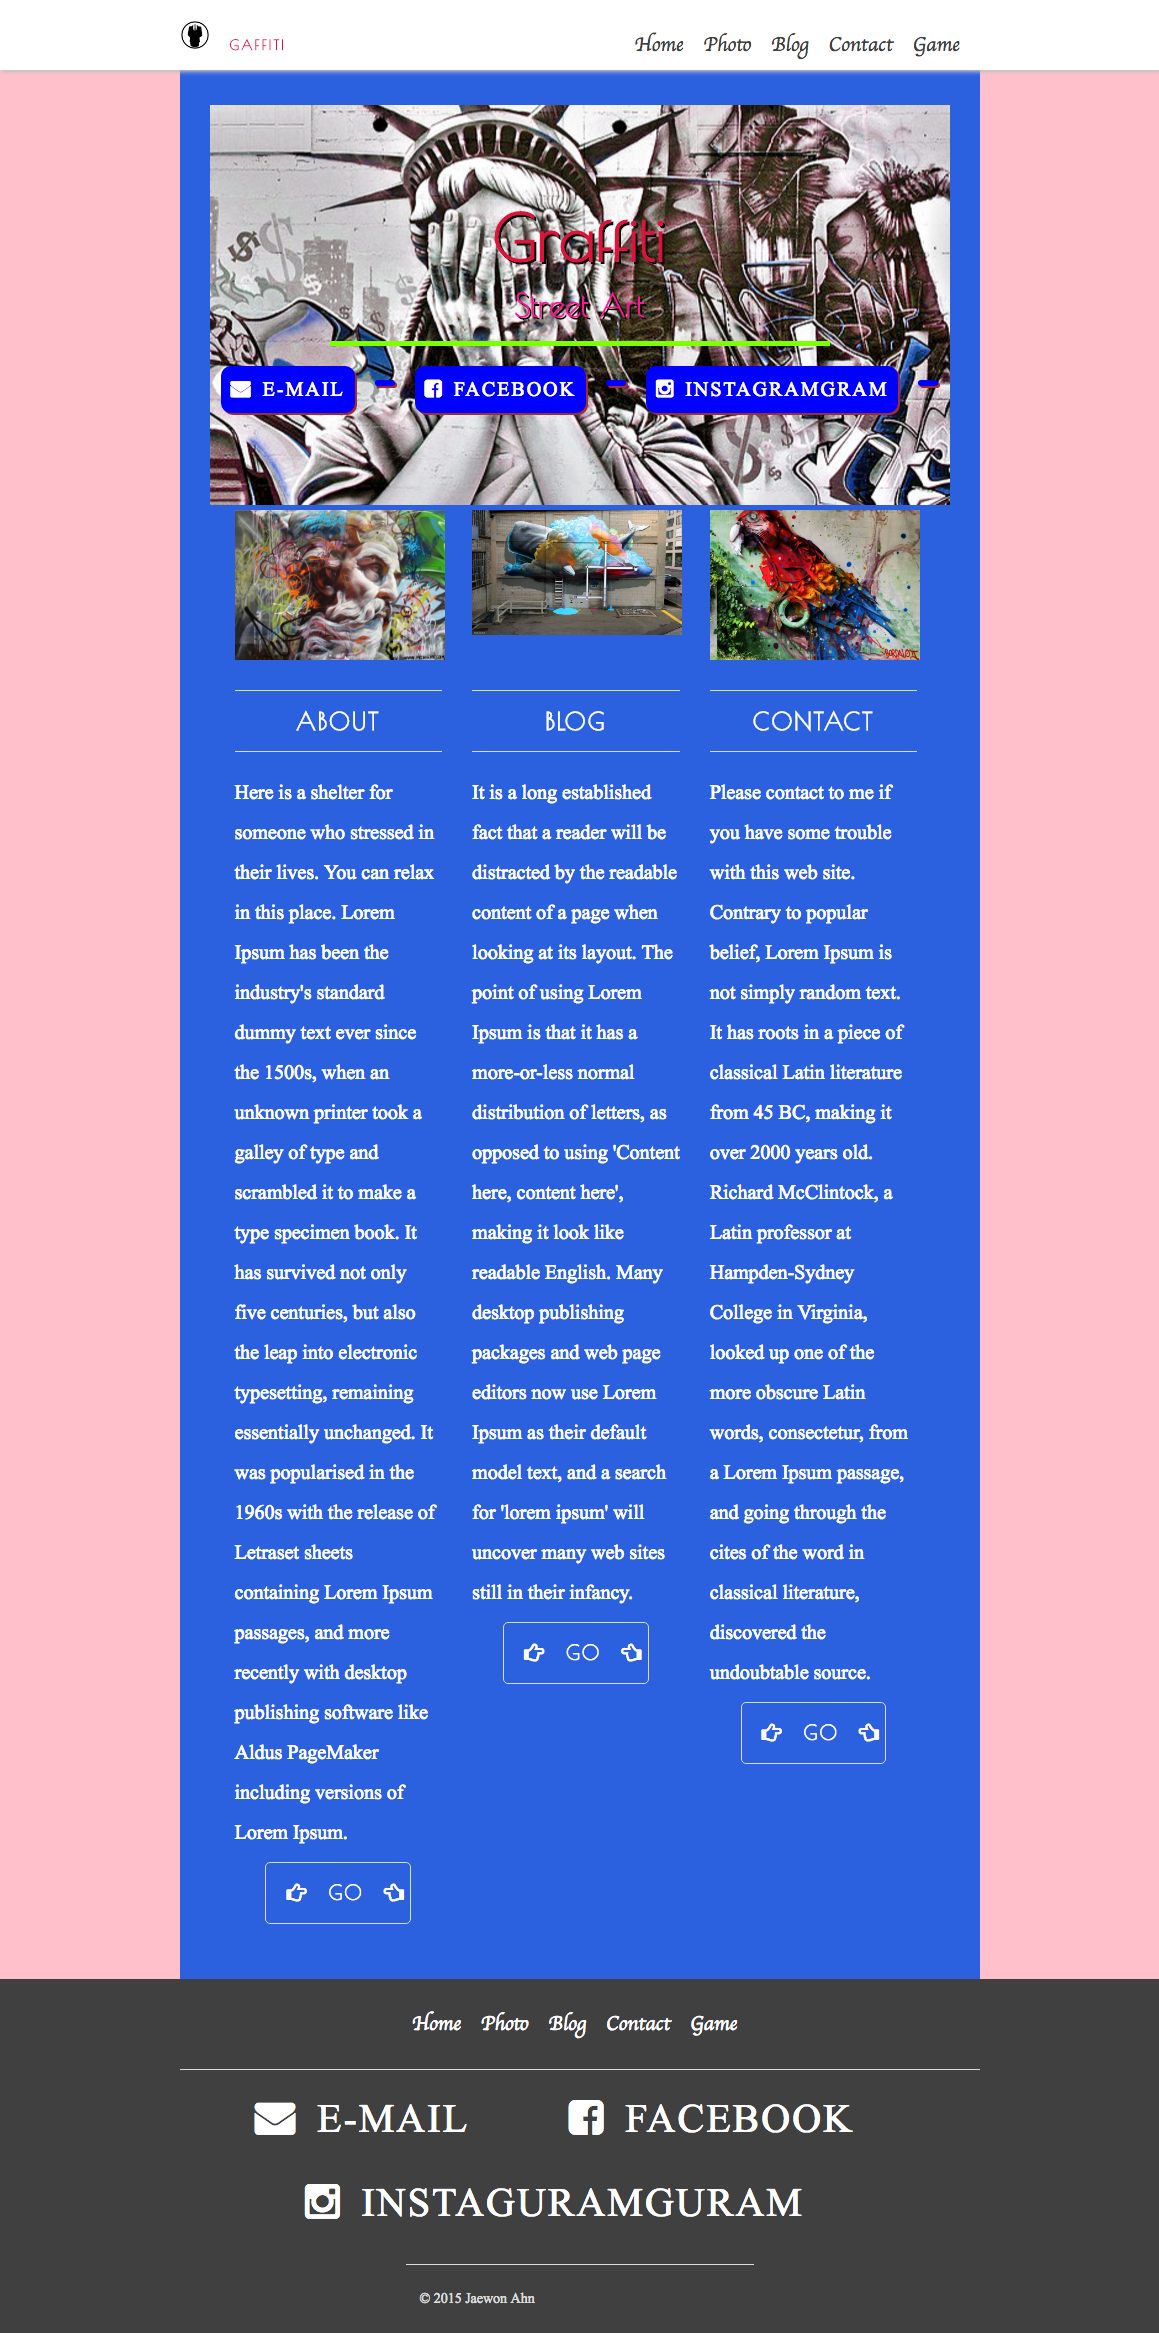 GAFFITI
Home Photo Blog Contact Game
Graffiti
Street Art
E-MAIL FACEBOOK INSTAGRAMGRAM
ABOUT
Here is a shelter for
someone who stressed in
their lives. You can relax
in this place. Lorem
Ipsum has been the
industry's standard
dummy text ever since
the 1500s, when an
unknown printer took a
galley of type and
scrambled it to make a
type specimen book. It
has survived not only
five centuries, but also
the leap into electronic
typesetting, remaining
essentially unchanged. It
was popularised in the
1960s with the release of
Letraset sheets
containing Lorem Ipsum
passages, and more
recently with desktop
publishing software like
Aldus PageMaker
including versions of
Lorem Ipsum.
GO
BLOG
It is a long established
fact that a reader will be
distracted by the readable
content of a page when
looking at its layout. The
point of using Lorem
Ipsum is that it has a
more-or-less normal
distribution of letters, as
opposed to using 'Content
here, content here',
making it look like
readable English. Many
desktop publishing
packages and web page
editors now use Lorem
Ipsum as their default
model text, and a search
for 'lorem ipsum' will
uncover many web sites
still in their infancy.
GO
CONTACT
Please contact to me if
you have some trouble
with this web site.
Contrary to popular
belief, Lorem Ipsum is
not simply random text.
It has roots in a piece of
classical Latin literature
from 45 BC, making it
over 2000 years old.
Richard McClintock, a
Latin professor at
Hampden-Sydney
College in Virginia,
looked up one of the
more obscure Latin
words, consectetur, from
a Lorem Ipsum passage,
and going through the
cites of the word in
classical literature,
discovered the
undoubtable source.
GO
Home Photo Blog Contact Game
E-MAIL FACEBOOK
INSTAGURAMGURAM
© 2015 Jaewon Ahn